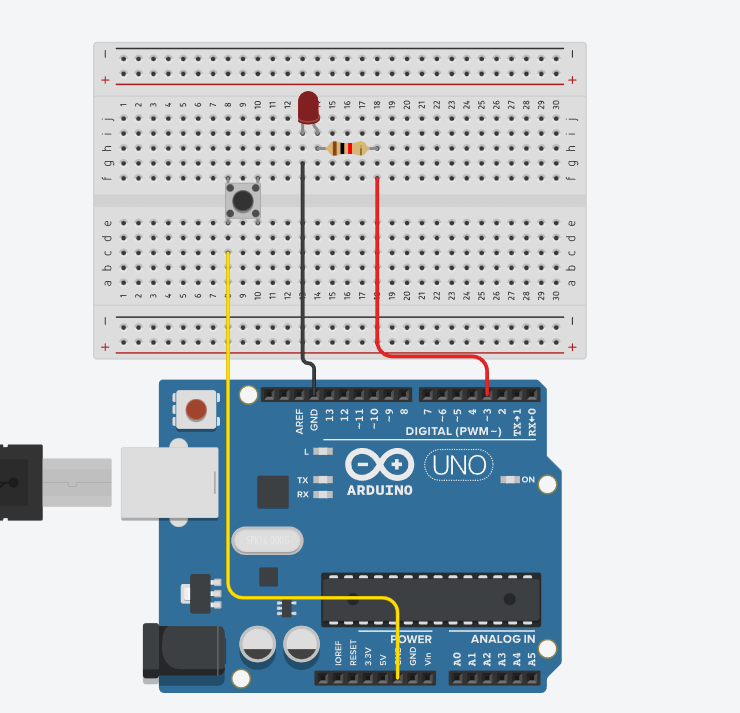 − −
+ +
1 2 3 4 5 6 7 8 9 10 11 12 13 14 15 16 17 18 19 20 21 22 23 24 25 26 27 28 29 30
j j
i i
h h
g g
f f
e e
d d
c c
b b
a a
1 2 3 4 5 6 7 8 9 10 11 12 13 14 15 16 17 18 19 20 21 22 23 24 25 26 27 28 29 30
− −
+ +
AREF GND 13 12 ~11 ~10 ~9 8 7 ~6 ~5 4 ~3 2 TX→1 RX←0
DIGITAL (PWM~)
L
UNO
TX
ON
RX
ARDUINO
POWER ANALOG IN
IOREF RESET 3.3V 5V GND GND Vin A0 A1 A2 A3 A4 A5